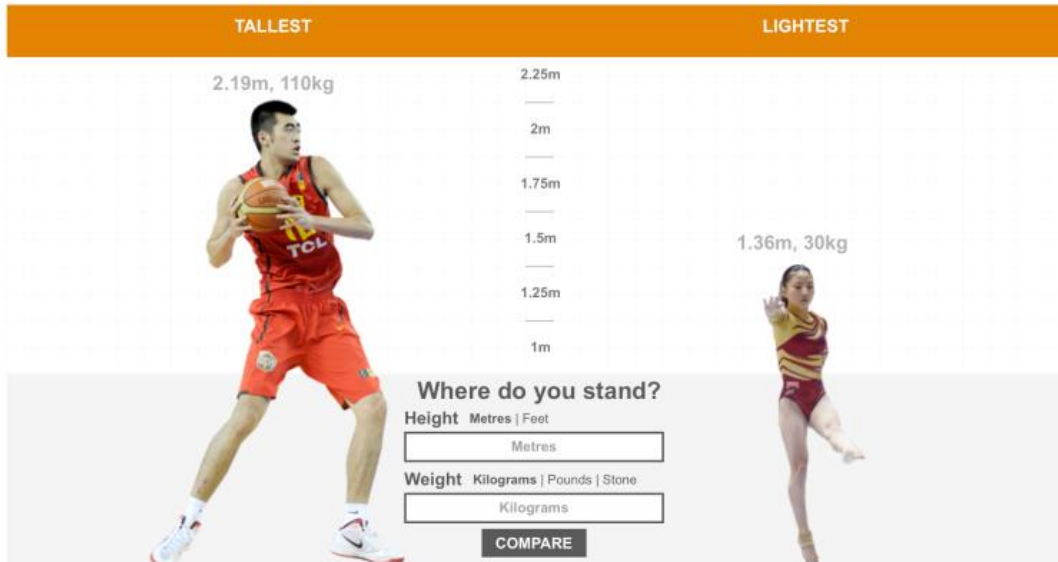 TALLEST
LIGHTEST
2.19m, 110kg
2.25m
2m
1.75m
1.5m
1.25m
1m
1.36m, 30kg
TCL
Where do you stand?
Height Metres | Feet
Metres
Weight Kilograms | Pounds | Stone
Kilograms
COMPARE